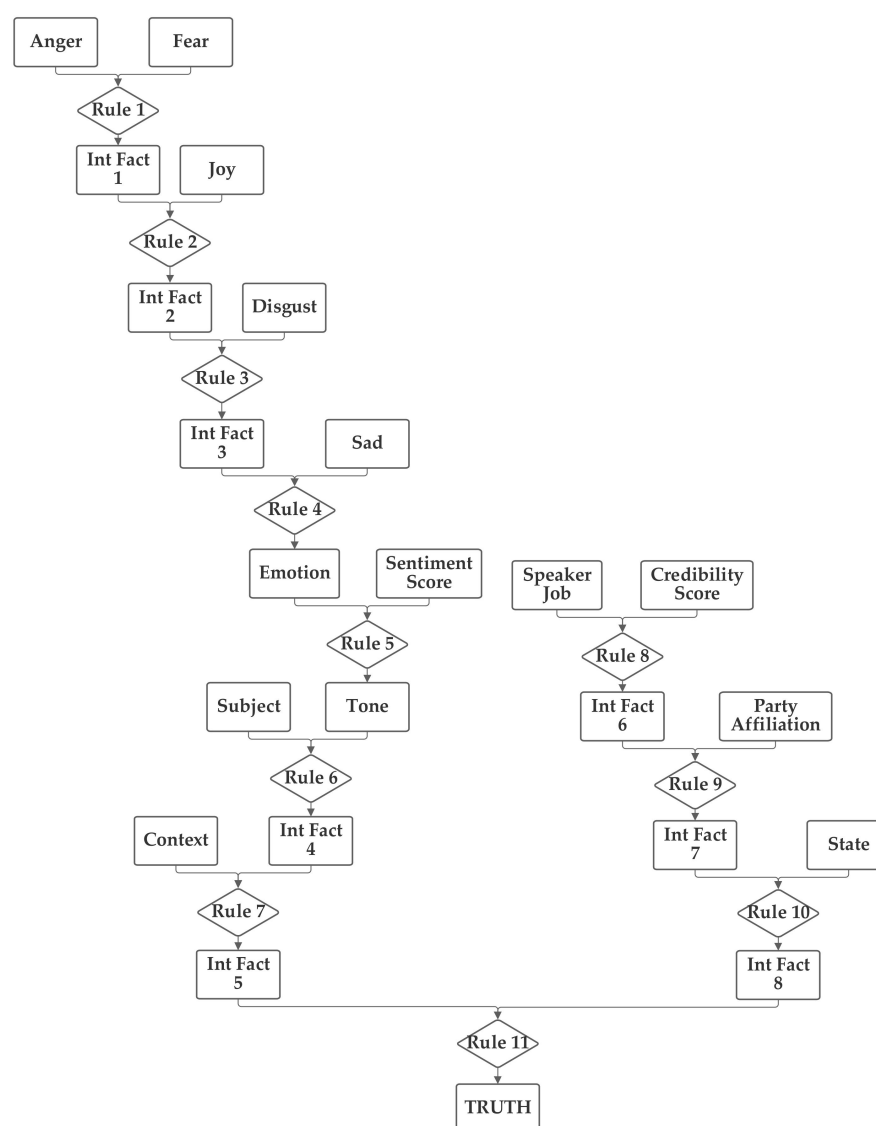 Anger
Fear
Rule 1
Int Fact
1
Joy
Rule 2
Int Fact
2
Disgust
Rule 3
Int Fact
3
Sad
Rule 4
Emotion
Sentiment
Score
Speaker
Job
Credibility
Score
Rule 5
Rule 8
Subject
Tone
Int Fact
6
Party
Affiliation
Rule 6
Rule 9
Context
Int Fact
4
Int Fact
7
State
Rule 7
Rule 10
Int Fact
5
Int Fact
8
Rule 11
TRUTH